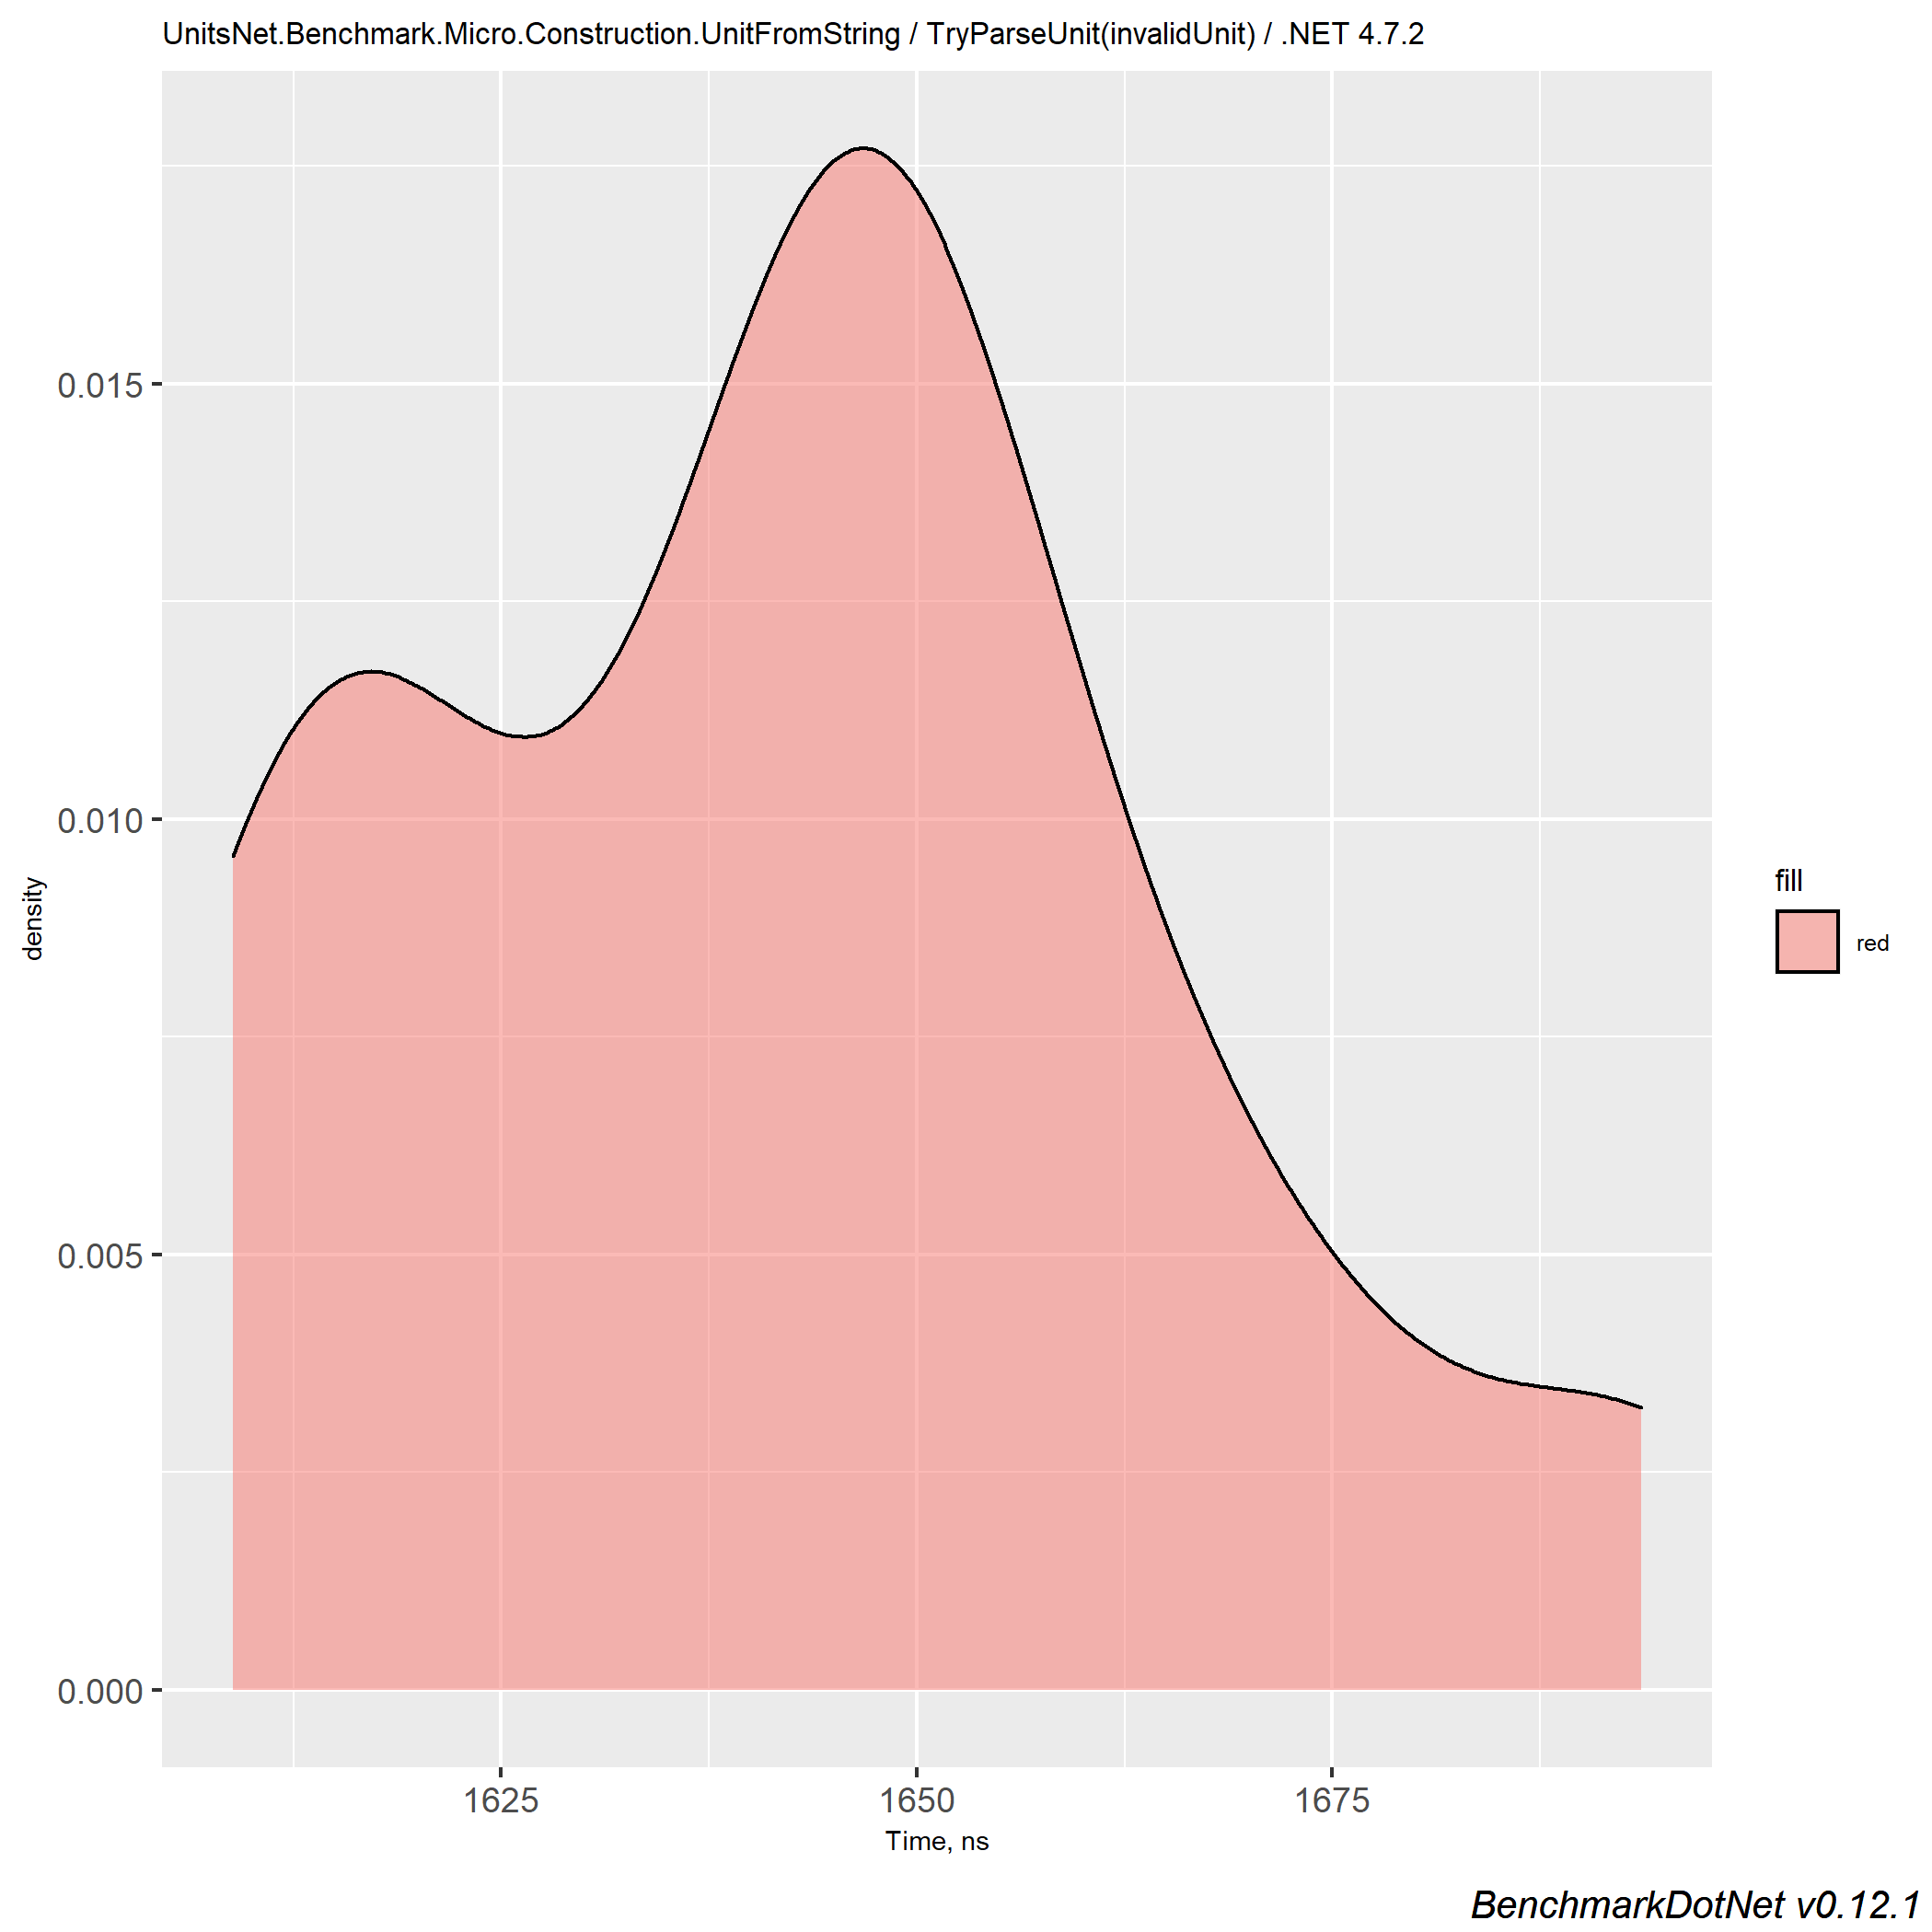 UnitsNet.Benchmark.Micro.Construction.UnitFromString / TryParseUnit(invalidUnit) / .NET 4.7.2
0.015
0.010
0.005
0.000
density
1625 1650 1675
Time, ns
fill
red
BenchmarkDotNet v0.12.1